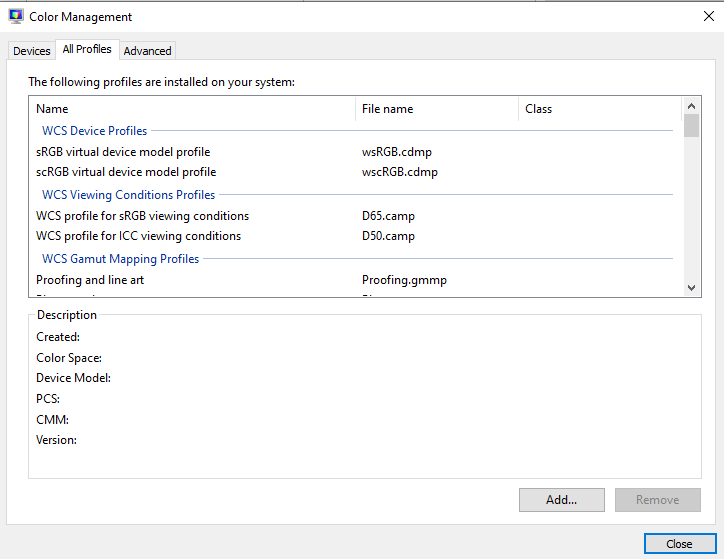 Color Management
Devices All Profiles Advanced
The following profiles are installed on your system:
Name File name Class
WCS Device Profiles
sRGB virtual device model profile wsRGB.cdmp
scRGB virtual device model profile wscRGB.cdmp
WCS Viewing Conditions Profiles
WCS profile for sRGB viewing conditions D65.camp
WCS profile for ICC viewing conditions D50.camp
WCS Gamut Mapping Profiles
Proofing and line art Proofing.gmmp
Description
Created:
Color Space:
Device Model:
PCS:
CMM:
Version:
Add... Remove
Close